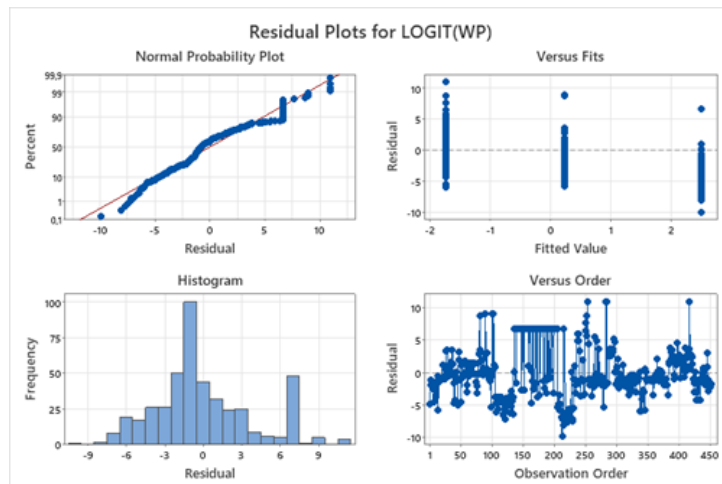 Residual Plots for LOGIT(WP)
Normal Probability Plot
99,9
99
90
50
10
1
0,1
Percent
-10 -5 0 5 10
Residual
Versus Fits
10
5
0
-5
-10
Residual
-2 -1 0 1 2
Fitted Value
Histogram
100
75
50
25
0
Frequency
-9 -6 -3 0 3 6 9
Residual
Versus Order
10
5
0
-5
-10
Residual
1 50 100 150 200 250 300 350 400 450
Observation Order